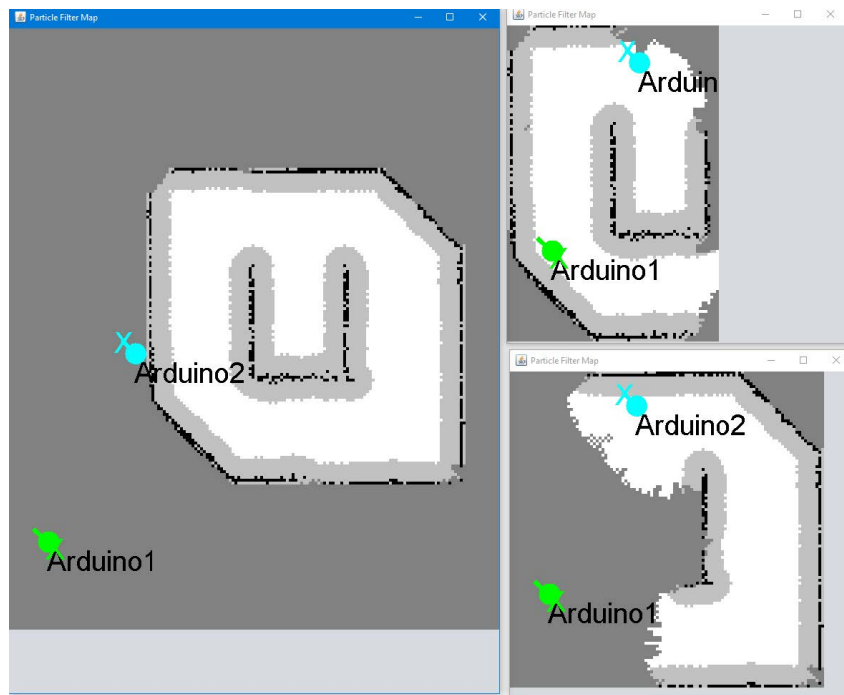 Particle Filter Map
X
Arduino2
Arduino1
Particle Filter Map
X
Arduin
Arduino1
Particle Filter Map
X
Arduino2
Arduino1